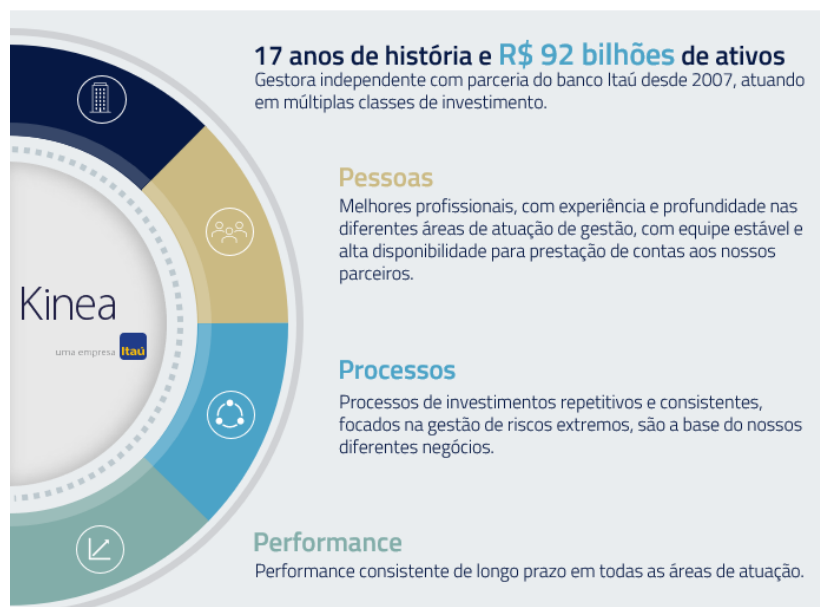 17 anos de história e R$ 92 bilhões de ativos
Gestora independente com parceria do banco Itaú desde 2007, atuando
em múltiplas classes de investimento.
Pessoas
Melhores profissionais, com experiência e profundidade nas
diferentes áreas de atuação de gestão, com equipe estável e
alta disponibilidade para prestação de contas aos nossos
parceiros.
Kinea
uma empresa Itaú
Processos
Processos de investimentos repetitivos e consistentes,
focados na gestão de riscos extremos, são a base do nossos
diferentes negócios.
Performance
Performance consistente de longo prazo em todas as áreas de atuação.